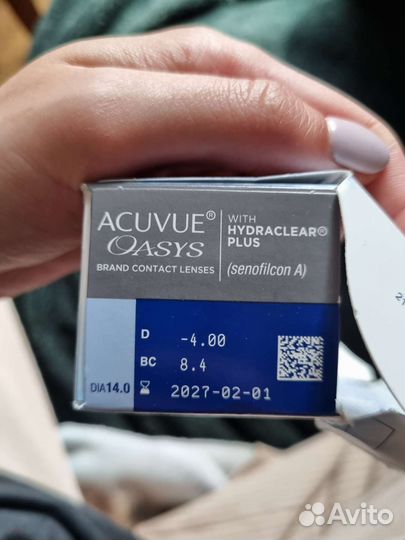 ACUVUE® WITH
OASYS HYDRACLEAR®
PLUS
BRAND CONTACT LENSES (senofilcon A)
D -4.00
BC 8.4
DIA14.0 2027-02-01
Avito